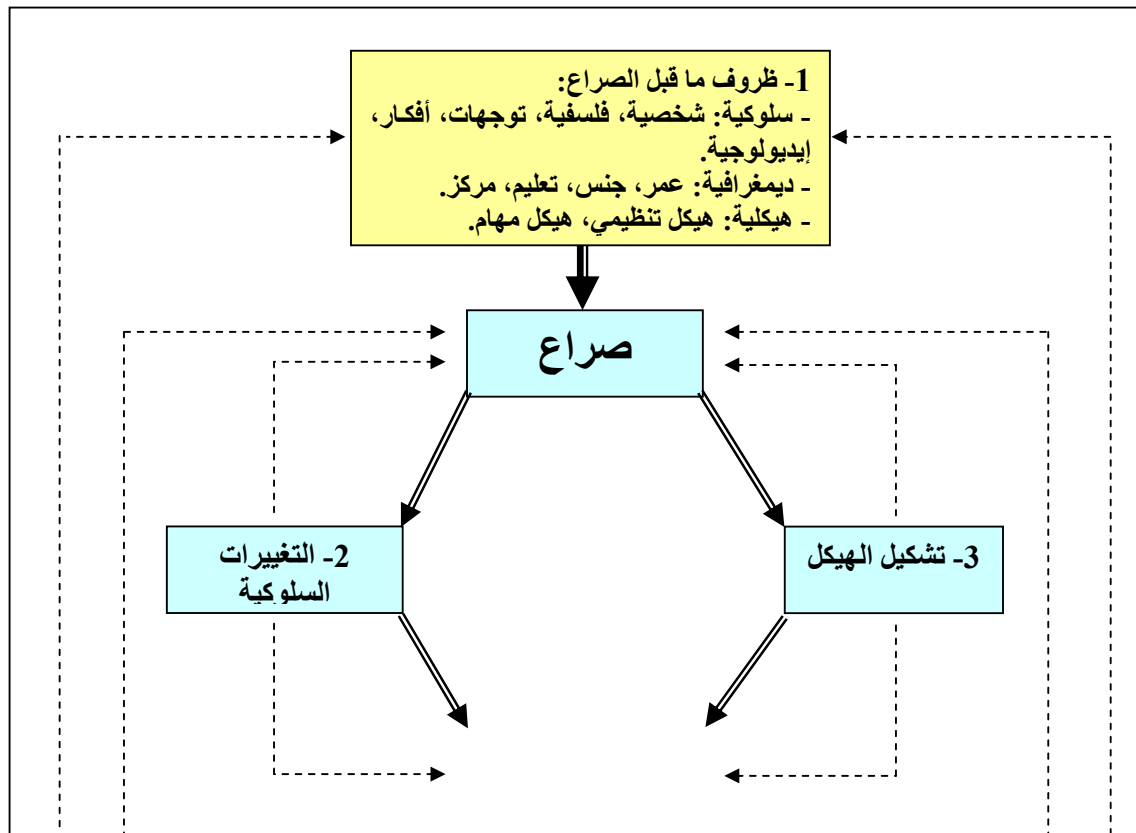 1- ظروف ما قبل الصراع:
- سلوكية: شخصية، فلسفية، توجهات، أفكار،
إيديولوجية.
- ديمغرافية: عمر، جنس، تعليم، مركز.
- هيكلية: هيكل تنظيمي، هيكل مهام.
صراع
2- التغييرات
السلوكية
3- تشكيل الهيكل